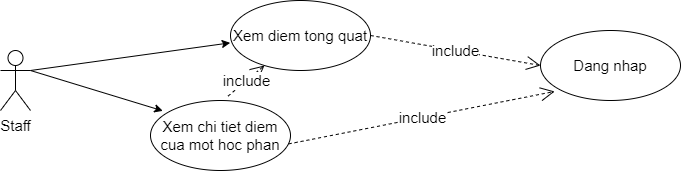 Xem diem tong quat
include
Dang nhap
include
Staff
Xem chi tiet diem
cua mot hoc phan
include